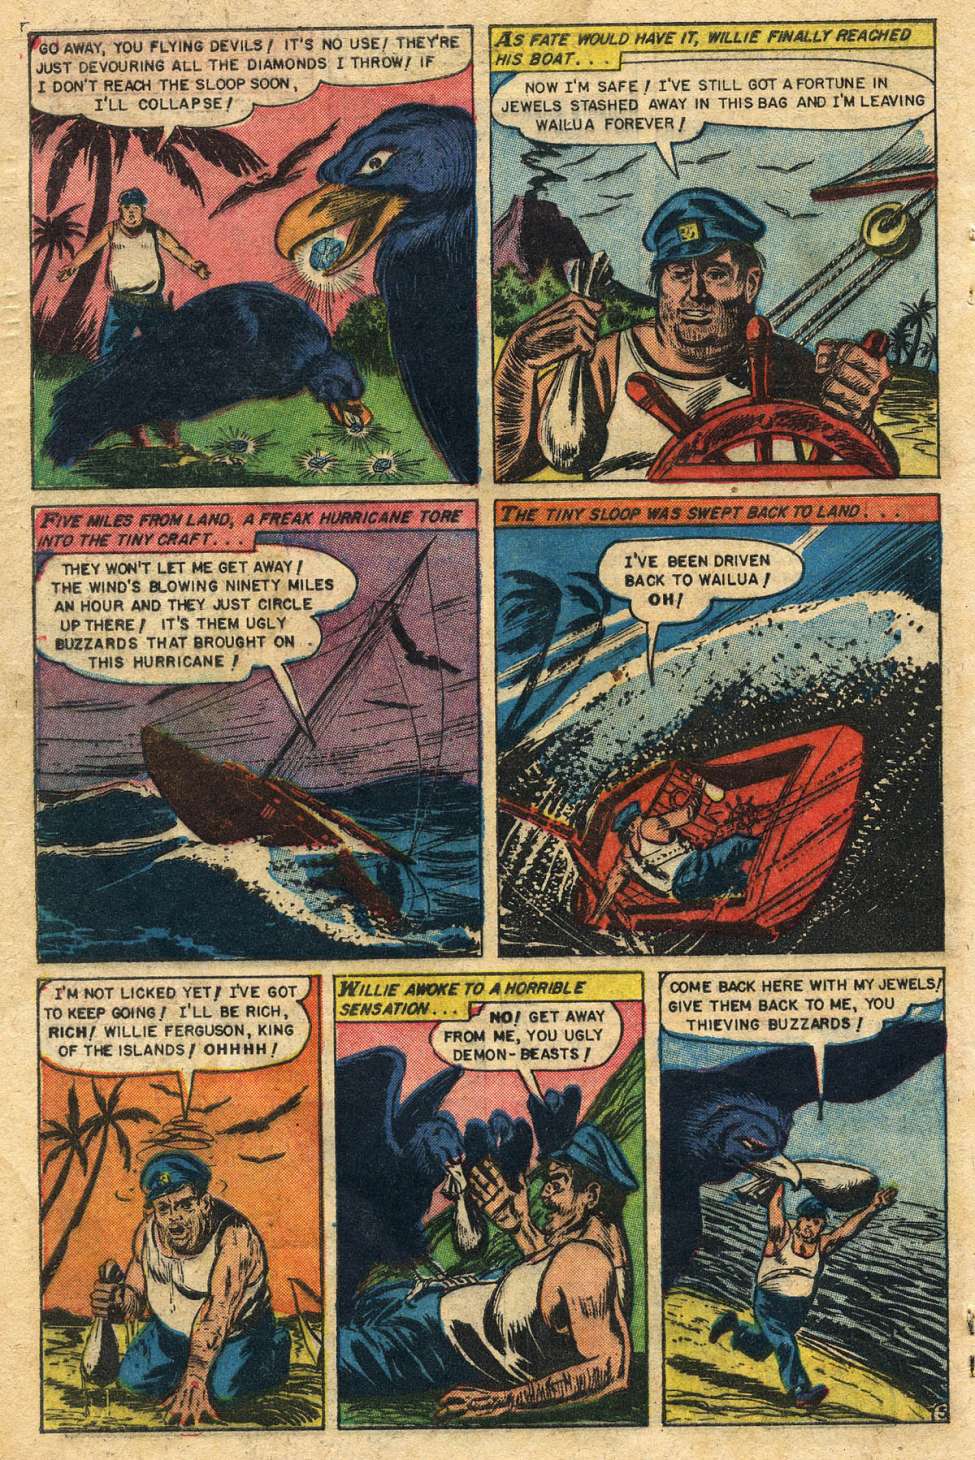 GO AWAY, YOU FLYING DEVILS! IT'S NO USE! THEY'RE
JUST DEVOURING ALL THE DIAMONDS I THROW! IF
I DON'T REACH THE SLOOP SOON,
I'LL COLLAPSE!
AS FATE WOULD HAVE IT, WILLIE FINALLY REACHED
HIS BOAT. . .
NOW I'M SAFE! I'VE STILL GOT A FORTUNE IN
JEWELS STASHED AWAY IN THIS BAG AND I'M LEAVING
WAILUA FOREVER!
FIVE MILES FROM LAND, A FREAK HURRICANE TORE
INTO THE TINY CRAFT. . .
THEY WON'T LET ME GET AWAY!
THE WIND'S BLOWING NINETY MILES
AN HOUR AND THEY JUST CIRCLE
UP THERE! IT'S THEM UGLY
BUZZARDS THAT BROUGHT ON
THIS HURRICANE!
THE TINY SLOOP WAS SWEPT BACK TO LAND. . .
I'VE BEEN DRIVEN
BACK TO WAILUA!
OH!
I'M NOT LICKED YET! I'VE GOT
TO KEEP GOING! I'LL BE RICH,
RICH! WILLIE FERGUSON, KING
OF THE ISLANDS! OHHHH!
WILLIE AWOKE TO A HORRIBLE
SENSATION. . .
NO! GET AWAY
FROM ME, YOU UGLY
DEMON-BEASTS!
COME BACK HERE WITH MY JEWELS!
GIVE THEM BACK TO ME, YOU
THIEVING BUZZARDS!
5